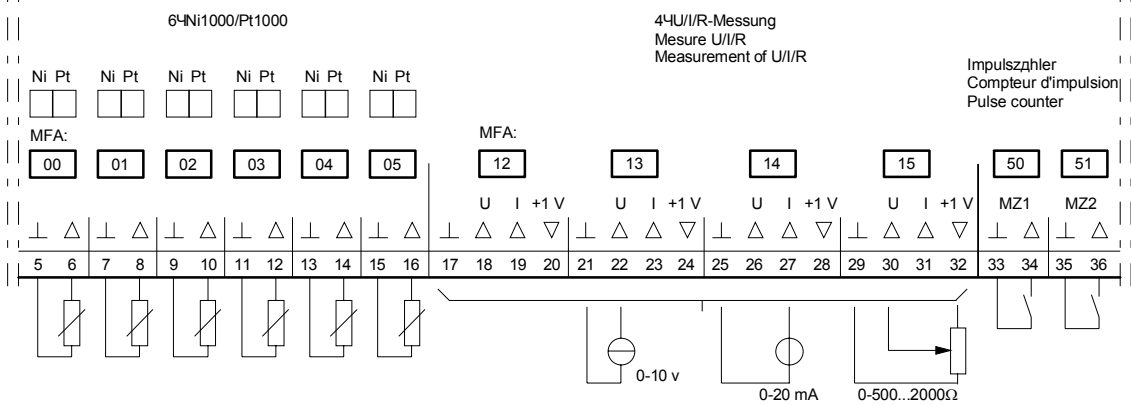 6ЧNi1000/Pt1000
4ЧU/I/R-Messung
Mesure U/I/R
Measurement of U/I/R
Impulszдhler
Compteur d'impulsion
Pulse counter
Ni Pt Ni Pt Ni Pt Ni Pt Ni Pt Ni Pt
MFA: MFA:
00 01 02 03 04 05 12 13 14 15 50 51
U I +1 V U I +1 V U I +1 V U I +1 V MZ1 MZ2
5 6 7 8 9 10 11 12 13 14 15 16 17 18 19 20 21 22 23 24 25 26 27 28 29 30 31 32 33 34 35 36
0-10 v
0-20 mA 0-500...2000Ω